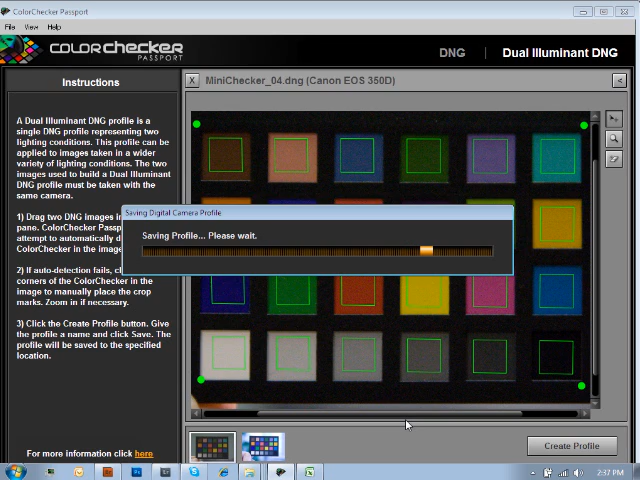 ColorChecker Passport
File View Help
COLORCHECKER
PASSPORT
DNG | Dual Illuminant DNG
Instructions
X MiniChecker_04.dng (Canon EOS 350D) <
A Dual Illuminant DNG profile is a
single DNG profile representing two
lighting conditions. This profile can be
applied to images taken in a wider
variety of lighting conditions. The two
images used to build a Dual Illuminant
DNG profile must be taken with the
same camera.
1) Drag two DNG images in
pane. ColorChecker Passp
attempt to automatically d
ColorChecker in the image
2) If auto-detection fails, cl
corners of the ColorChecker in the
image to manually place the crop
marks. Zoom in if necessary.
3) Click the Create Profile button. Give
the profile a name and click Save. The
profile will be saved to the specified
location.
Saving Digital Camera Profile
Saving Profile... Please wait.
For more information click here
Create Profile
2:37 PM